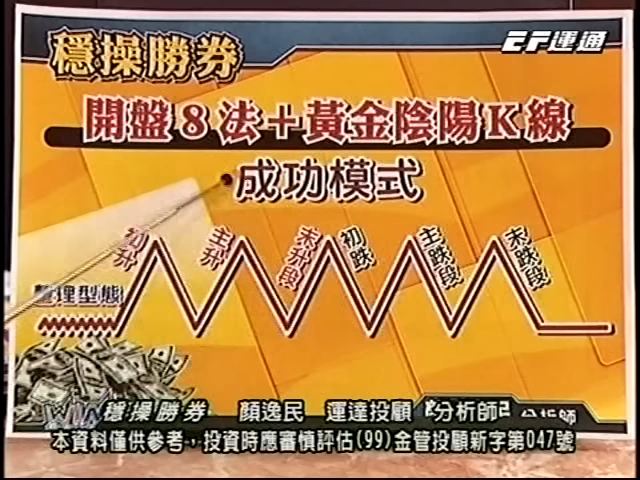 穩操勝券
EF運通
開盤8法＋黃金陰陽K線
成功模式
初升
主升
末升段
初跌
主跌段
末跌段
整理型態
WIN 穩操勝券 顏逸民 運達投顧 分析師
分析師
本資料僅供參考，投資時應審慎評估(99)金管投顧新字第047號